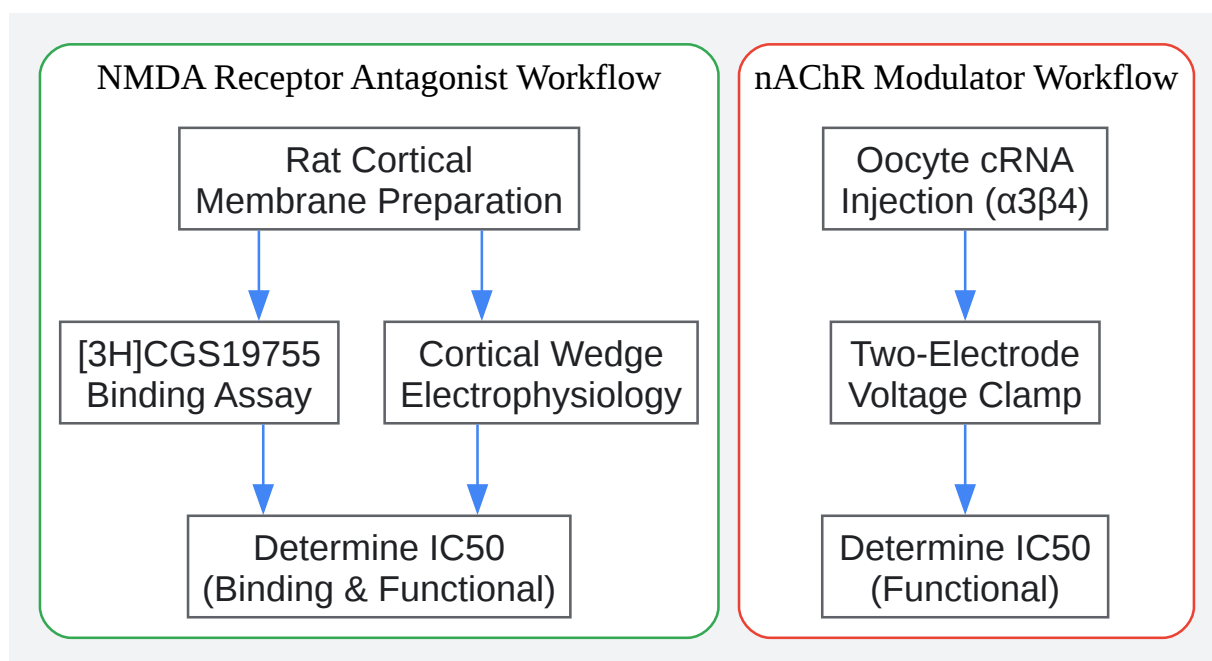 NMDA Receptor Antagonist Workflow
Rat Cortical
Membrane Preparation
[3H]CGS19755
Binding Assay
Cortical Wedge
Electrophysiology
Determine IC50
(Binding & Functional)
nAChR Modulator Workflow
Oocyte cRNA
Injection (α3β4)
Two-Electrode
Voltage Clamp
Determine IC50
(Functional)